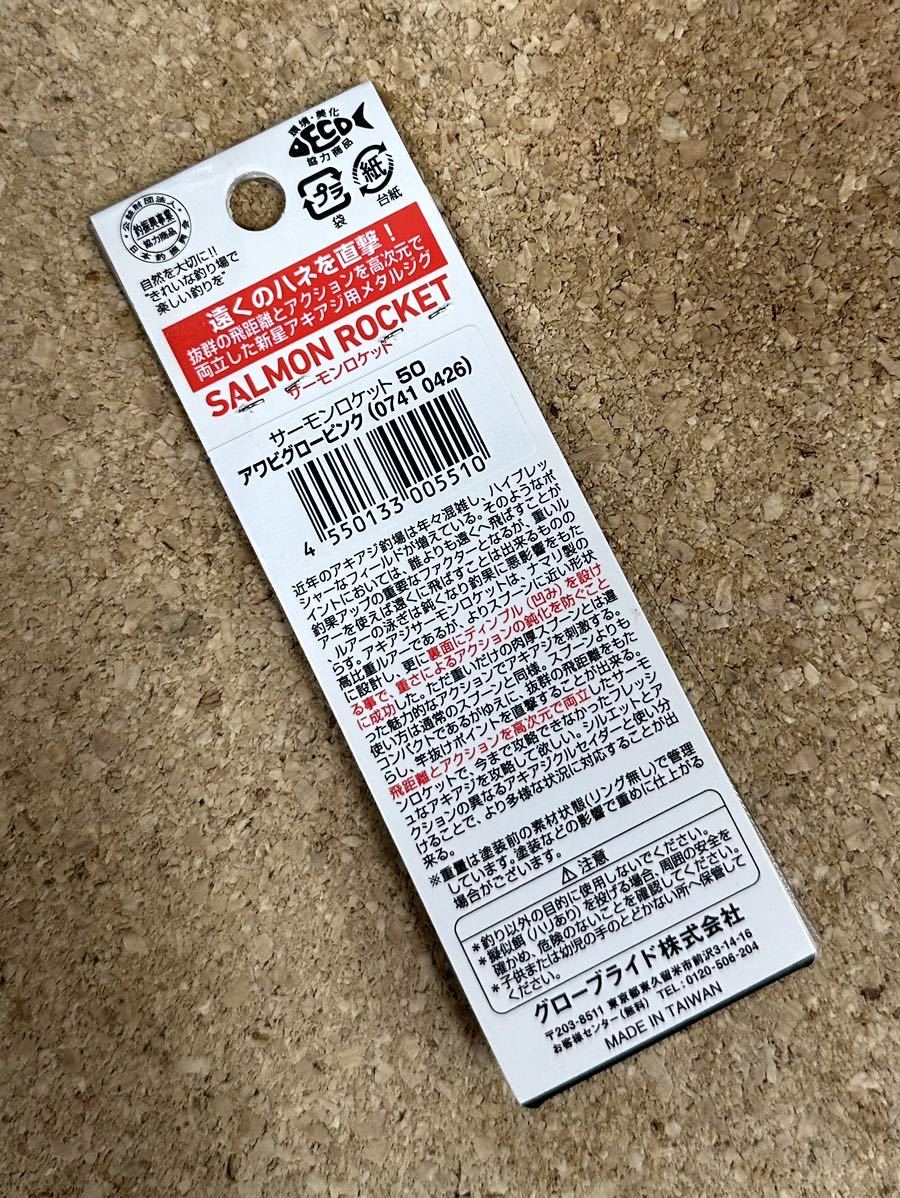 環境・美化
ECO
協力商品
プラ
袋
紙
台紙
公益財団法人
釣振興事業
協力商品
日本釣振興会
自然を大切に!!
"きれいな釣り場で
楽しい釣りを"
遠くのハネを直撃！
抜群の飛距離とアクションを高次元で
両立した新星アキアジ用メタルジグ
SALMON ROCKET
サーモンロケット
サーモンロケット 50
アワビグローピンク (0741 0426)
4 550133 005510
近年のアキアジ釣場は年々混雑し、ハイプレッ
シャーなフィールドが増えている。そのようなポ
イントにおいては、誰よりも遠くへ飛ばすことが
釣果アップの重要なファクターとなるが、重いル
アーを使えば遠くに飛ばすことは出来るものの
、ルアーの泳ぎは鈍くなり釣果に悪影響をもた
らす。アキアジサーモンロケットは、ナマリ製の
高比重ルアーであるが、よりスプーンに近い形状
に設計し、更に裏面にディンプル（凹み）を設け
る事で、重さによるアクションの鈍化を防ぐこと
に成功した。ただ重いだけの肉厚スプーンとは違
った魅力的なアクションでアキアジを刺激する。
使い方は通常のスプーンと同様。スプーンよりも
コンパクトであるがゆえに、抜群の飛距離をもた
らし、竿抜けポイントを直撃することが出来る。
飛距離とアクションを高次元で両立したサーモ
ンロケットで、今まで攻略できなかったフレッシ
ュなアキアジを攻略して欲しい。シルエットとア
クションの異なるアキアジクルセイダーと使い分
けることで、より多様な状況に対応することが出
来る。
※重量は塗装前の素材状態(リング無し)で管理
しています。塗装などの影響で重めに仕上がる
場合がございます。
⚠ 注意
*釣り以外の目的に使用しないでください。
*擬似餌（ハリあり）を投げる場合、周囲の安全を
確かめ、危険のないことを確認してください。
*子供または幼児の手のとどかない所へ保管して
ください。
グローブライド株式会社
〒203-8511 東京都東久留米市前沢3-14-16
お客様センター(無料) TEL:0120-506-204
MADE IN TAIWAN